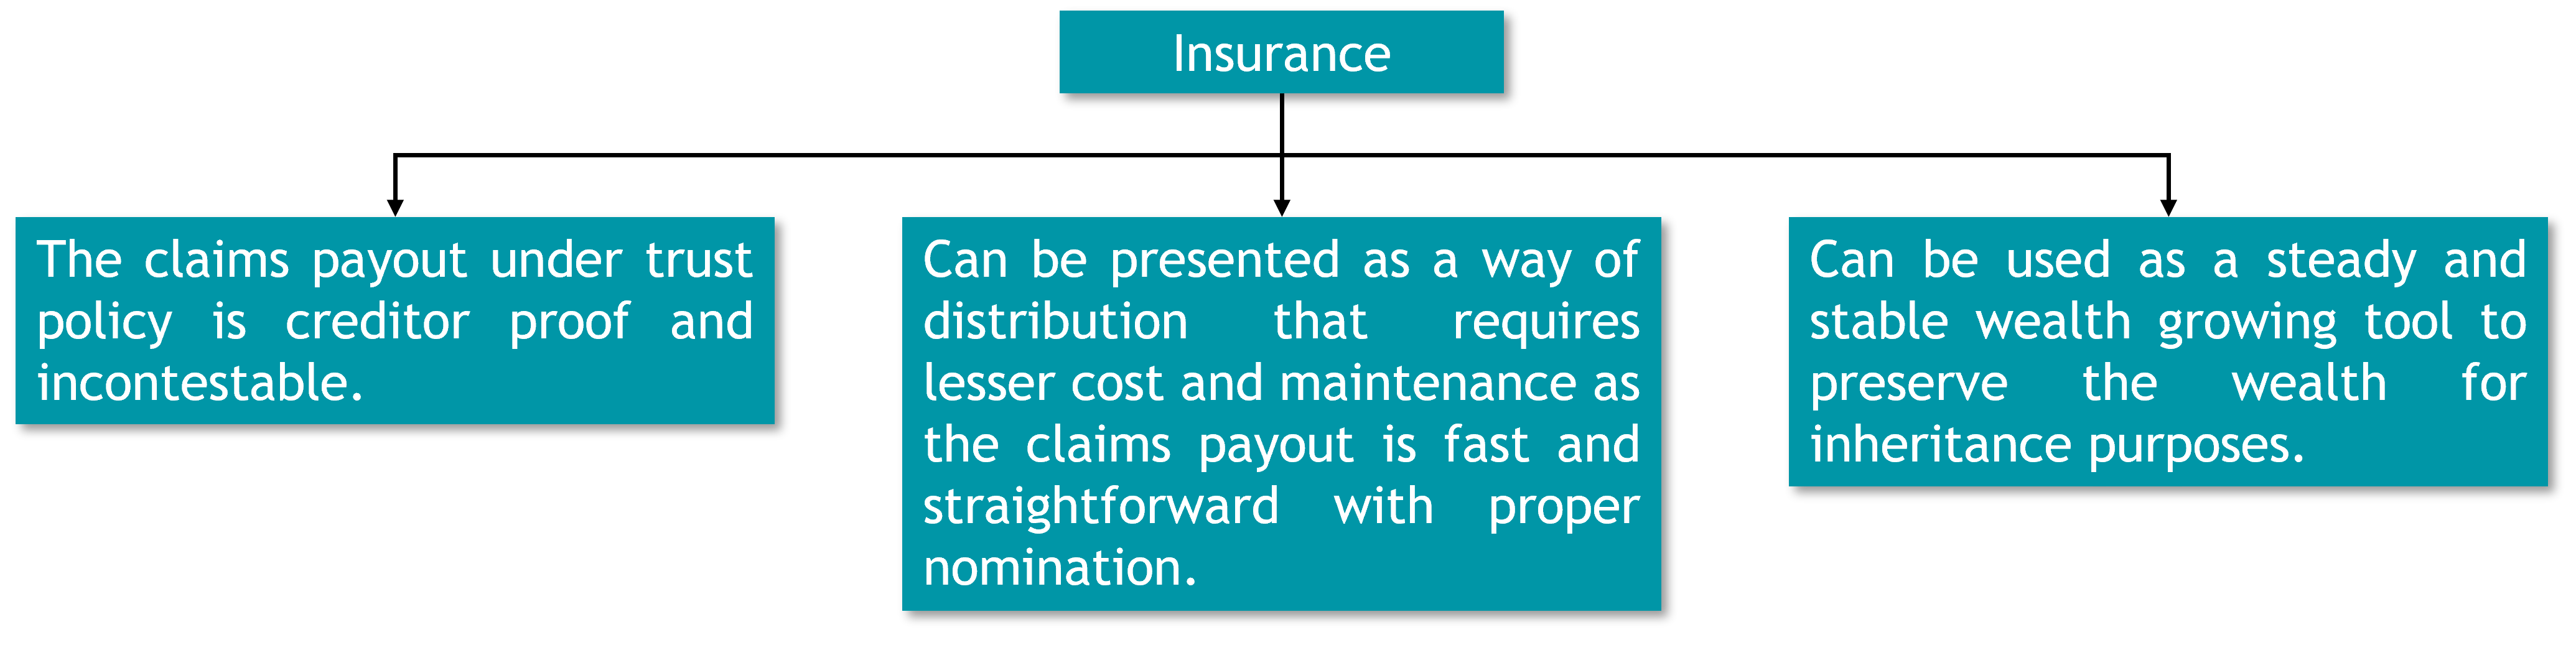 Insurance
The claims payout under trust
policy is creditor proof and
incontestable.
Can be presented as a way of
distribution that requires
lesser cost and maintenance as
the claims payout is fast and
straightforward with proper
nomination.
Can be used as a steady and
stable wealth growing tool to
preserve the wealth for
inheritance purposes.